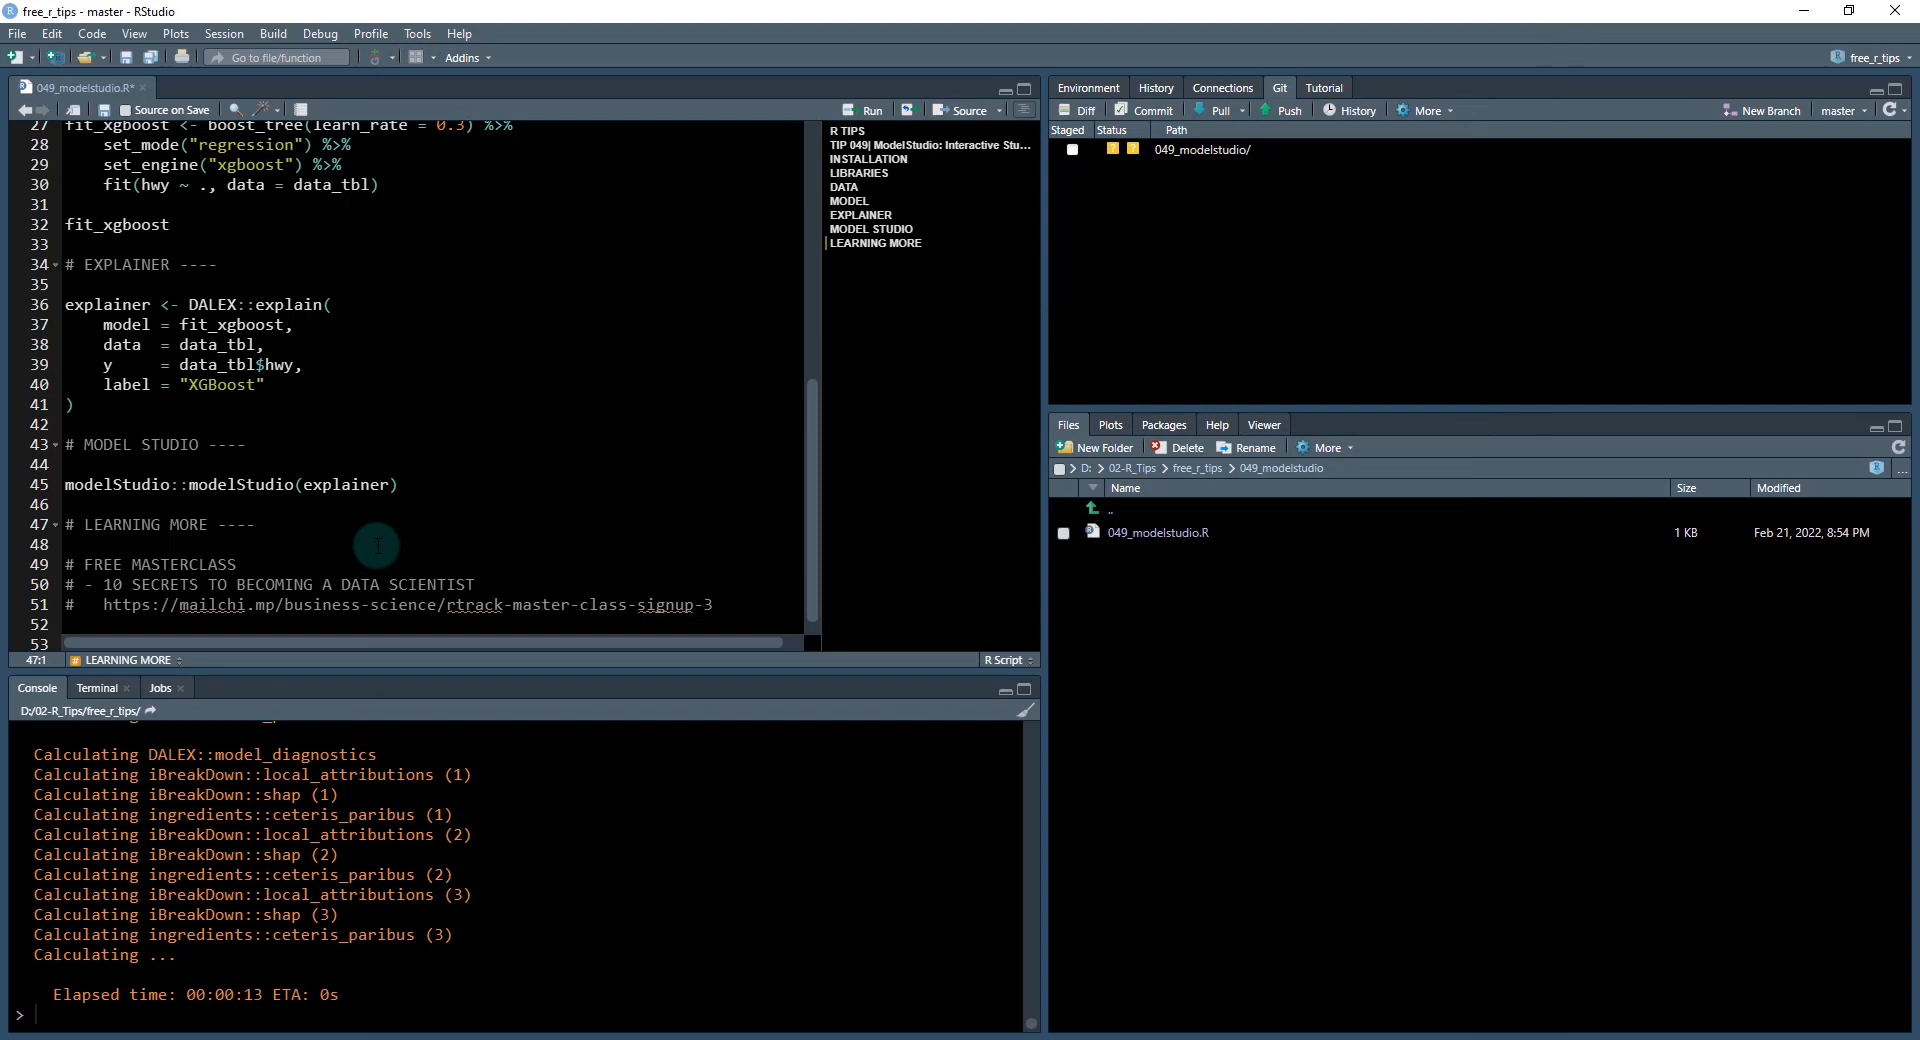 free_r_tips - master - RStudio
File Edit Code View Plots Session Build Debug Profile Tools Help
Go to file/function Addins free_r_tips
049_modelstudio.R*
Source on Save Run Source
27 fit_xgboost <- boost_tree(learn_rate = 0.3) %>%
28 set_mode("regression") %>%
29 set_engine("xgboost") %>%
30 fit(hwy ~ ., data = data_tbl)
31
32 fit_xgboost
33
34 # EXPLAINER ----
35
36 explainer <- DALEX::explain(
37 model = fit_xgboost,
38 data = data_tbl,
39 y = data_tbl$hwy,
40 label = "XGBoost"
41 )
42
43 # MODEL STUDIO ----
44
45 modelStudio::modelStudio(explainer)
46
47 # LEARNING MORE ----
48
49 # FREE MASTERCLASS
50 # - 10 SECRETS TO BECOMING A DATA SCIENTIST
51 # https://mailchi.mp/business-science/rtrack-master-class-signup-3
52
53
47:1 # LEARNING MORE R Script
R TIPS
TIP 049| ModelStudio: Interactive Stu...
INSTALLATION
LIBRARIES
DATA
MODEL
EXPLAINER
MODEL STUDIO
LEARNING MORE
Console Terminal Jobs
D:/02-R_Tips/free_r_tips/
Calculating DALEX::model_diagnostics
Calculating iBreakDown::local_attributions (1)
Calculating iBreakDown::shap (1)
Calculating ingredients::ceteris_paribus (1)
Calculating iBreakDown::local_attributions (2)
Calculating iBreakDown::shap (2)
Calculating ingredients::ceteris_paribus (2)
Calculating iBreakDown::local_attributions (3)
Calculating iBreakDown::shap (3)
Calculating ingredients::ceteris_paribus (3)
Calculating ...
Elapsed time: 00:00:13 ETA: 0s
>
Environment History Connections Git Tutorial
Diff Commit Pull Push History More New Branch master
Staged Status Path
? ? 049_modelstudio/
Files Plots Packages Help Viewer
New Folder Delete Rename More
D: > 02-R_Tips > free_r_tips > 049_modelstudio ...
Name Size Modified
..
049_modelstudio.R 1 KB Feb 21, 2022, 8:54 PM